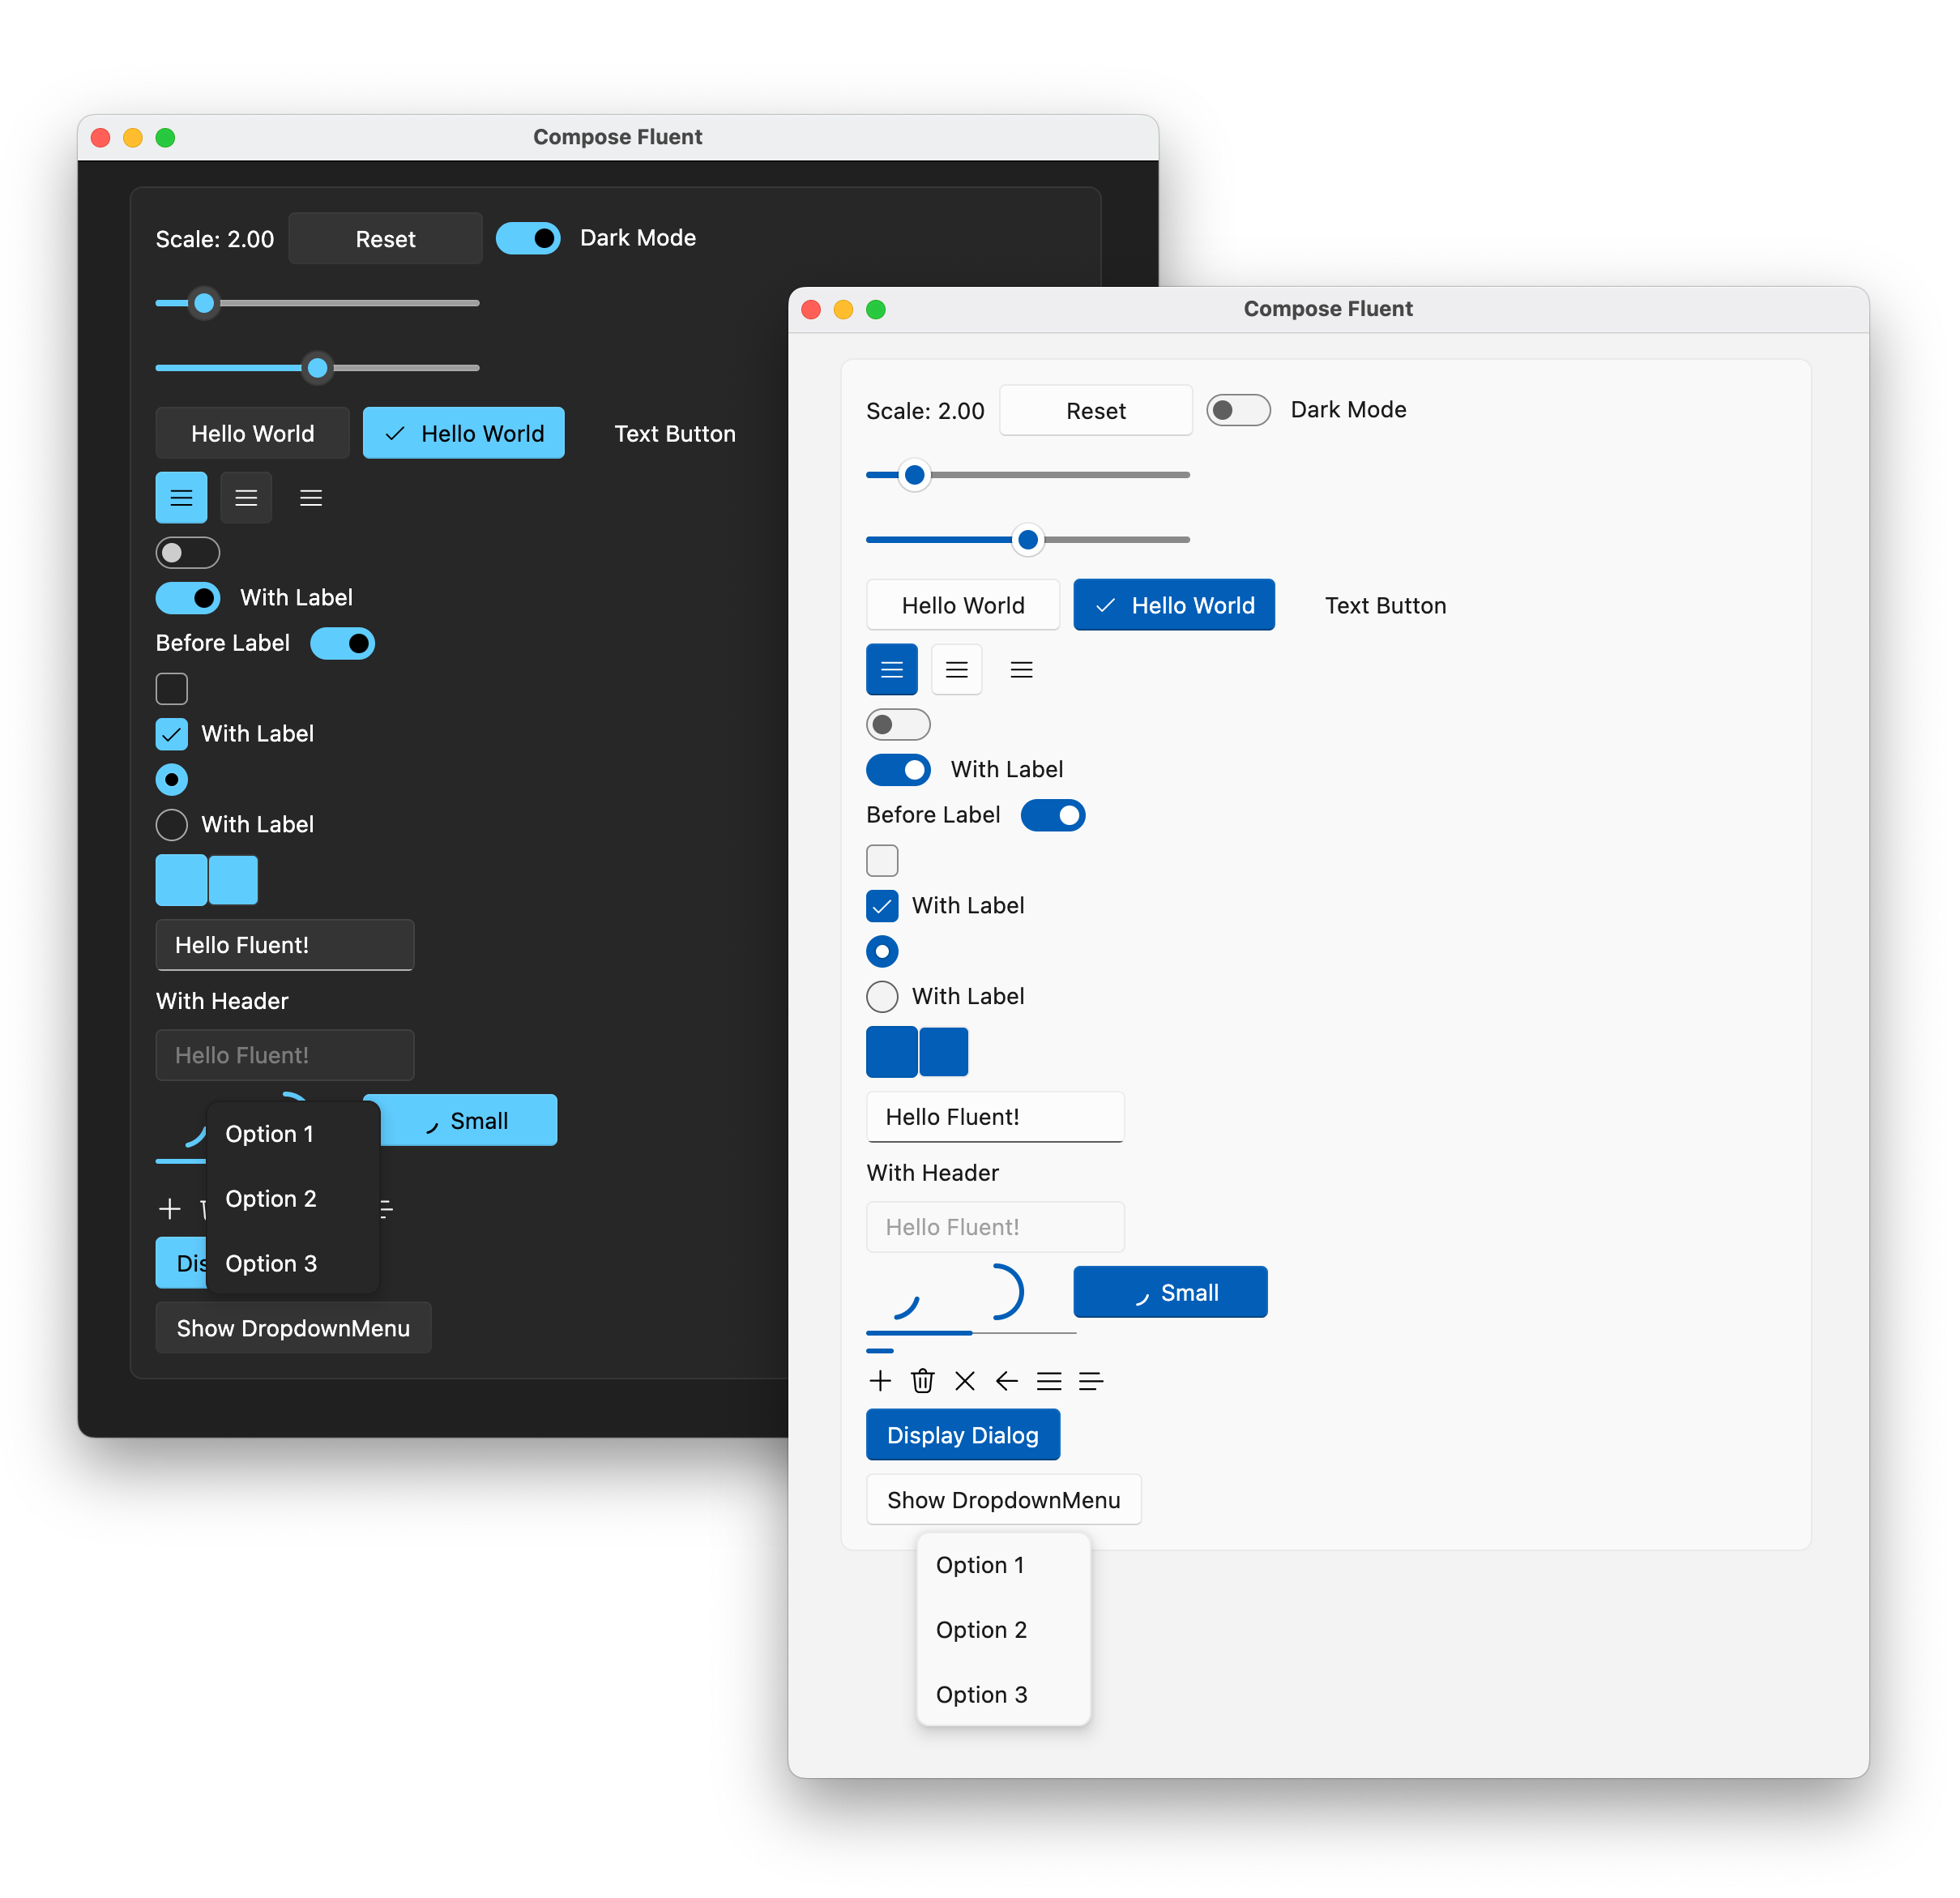 Compose Fluent
Scale: 2.00 Reset Dark Mode
Hello World Hello World Text Button
With Label
Before Label
With Label
With Label
Hello Fluent!
With Header
Hello Fluent!
Small
Option 1
Option 2
Option 3
Dis
Show DropdownMenu
Compose Fluent
Scale: 2.00 Reset Dark Mode
Hello World Hello World Text Button
With Label
Before Label
With Label
With Label
Hello Fluent!
With Header
Hello Fluent!
Small
Display Dialog
Show DropdownMenu
Option 1
Option 2
Option 3